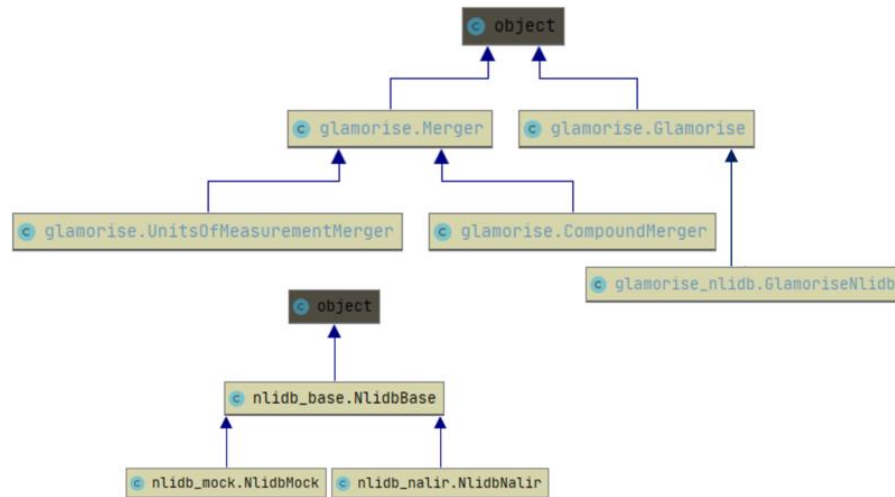 object
glamorise.Merger
glamorise.Glamorise
glamorise.UnitsOfMeasurementMerger
glamorise.CompoundMerger
glamorise_nlidb.GlamoriseNlidb
object
nlidb_base.NlidbBase
nlidb_mock.NlidbMock
nlidb_nalir.NlidbNalir